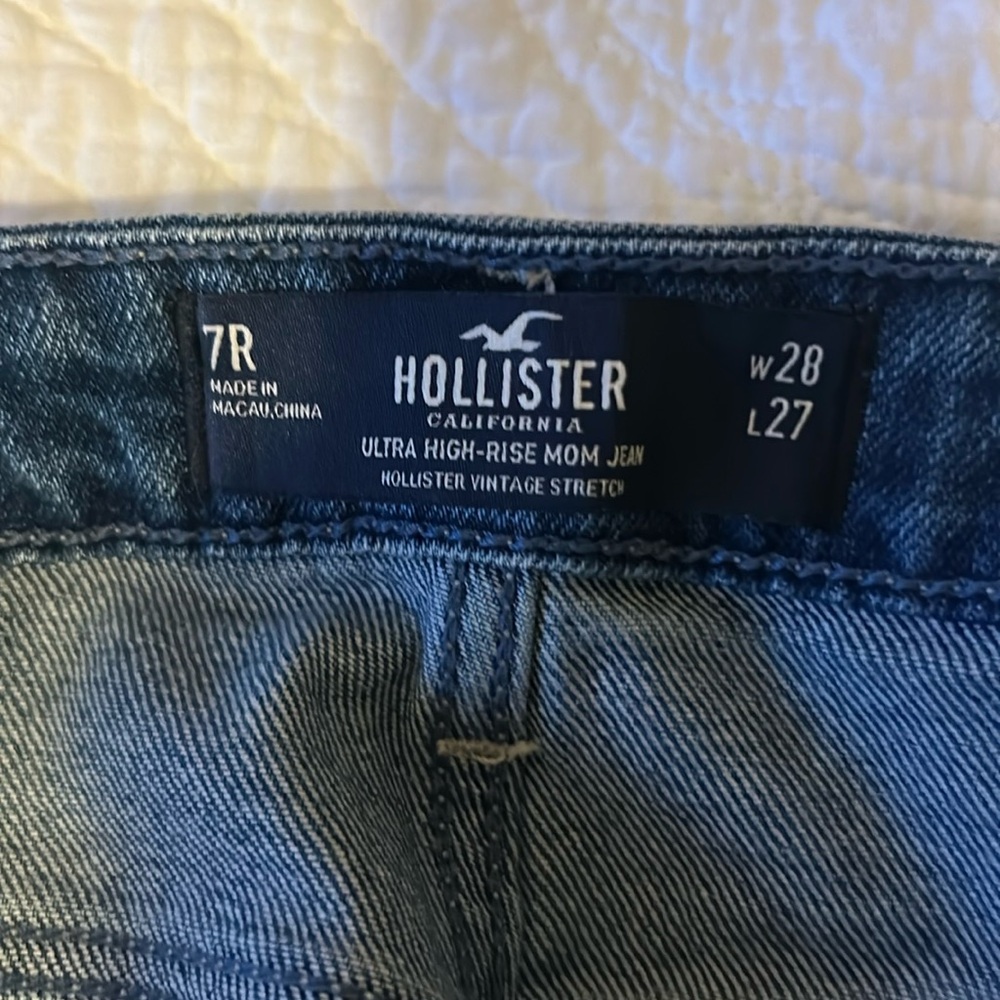 7R
MADE IN
MACAU,CHINA
HOLLISTER
CALIFORNIA
ULTRA HIGH-RISE MOM JEAN
HOLLISTER VINTAGE STRETCH
W28
L27